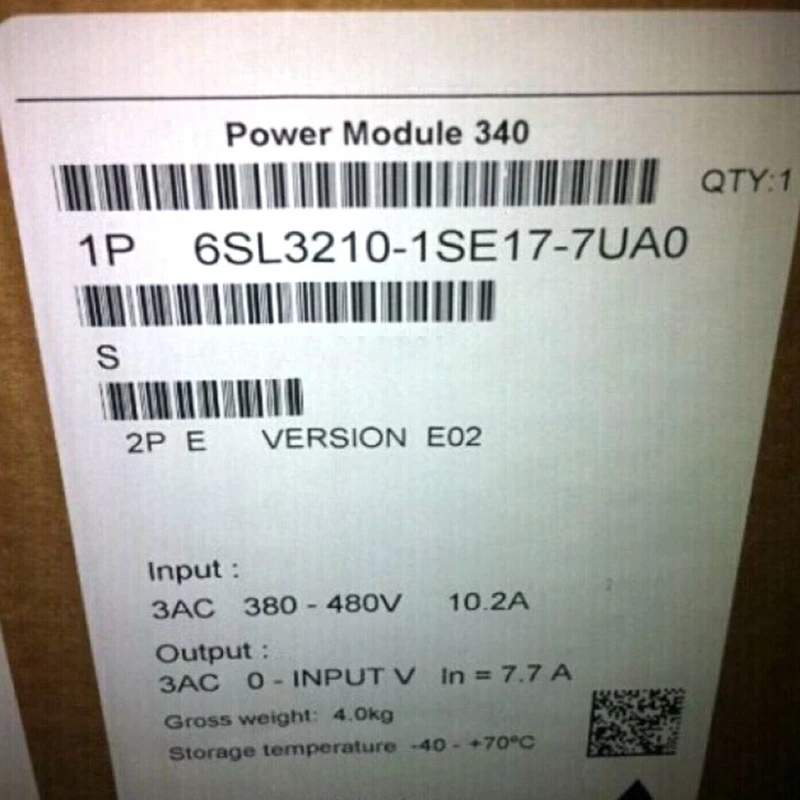 Power Module 340
QTY:1
1P 6SL3210-1SE17-7UA0
S
2P E VERSION E02
Input :
3AC 380 - 480V 10.2A
Output :
3AC 0 - INPUT V In = 7.7 A
Gross weight: 4.0kg
Storage temperature -40 - +70°C